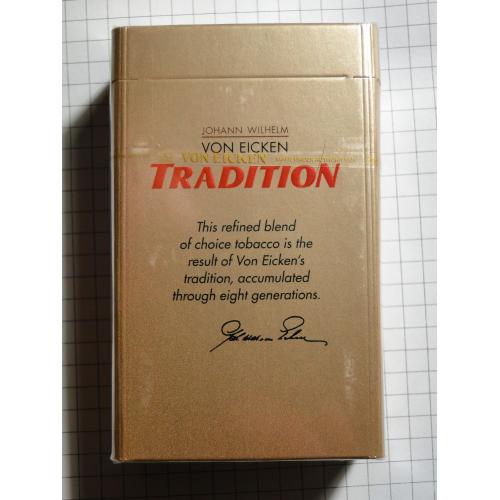 JOHANN WILHELM
VON EICKEN
VON EICKEN
TRADITION
This refined blend
of choice tobacco is the
result of Von Eicken's
tradition, accumulated
through eight generations.